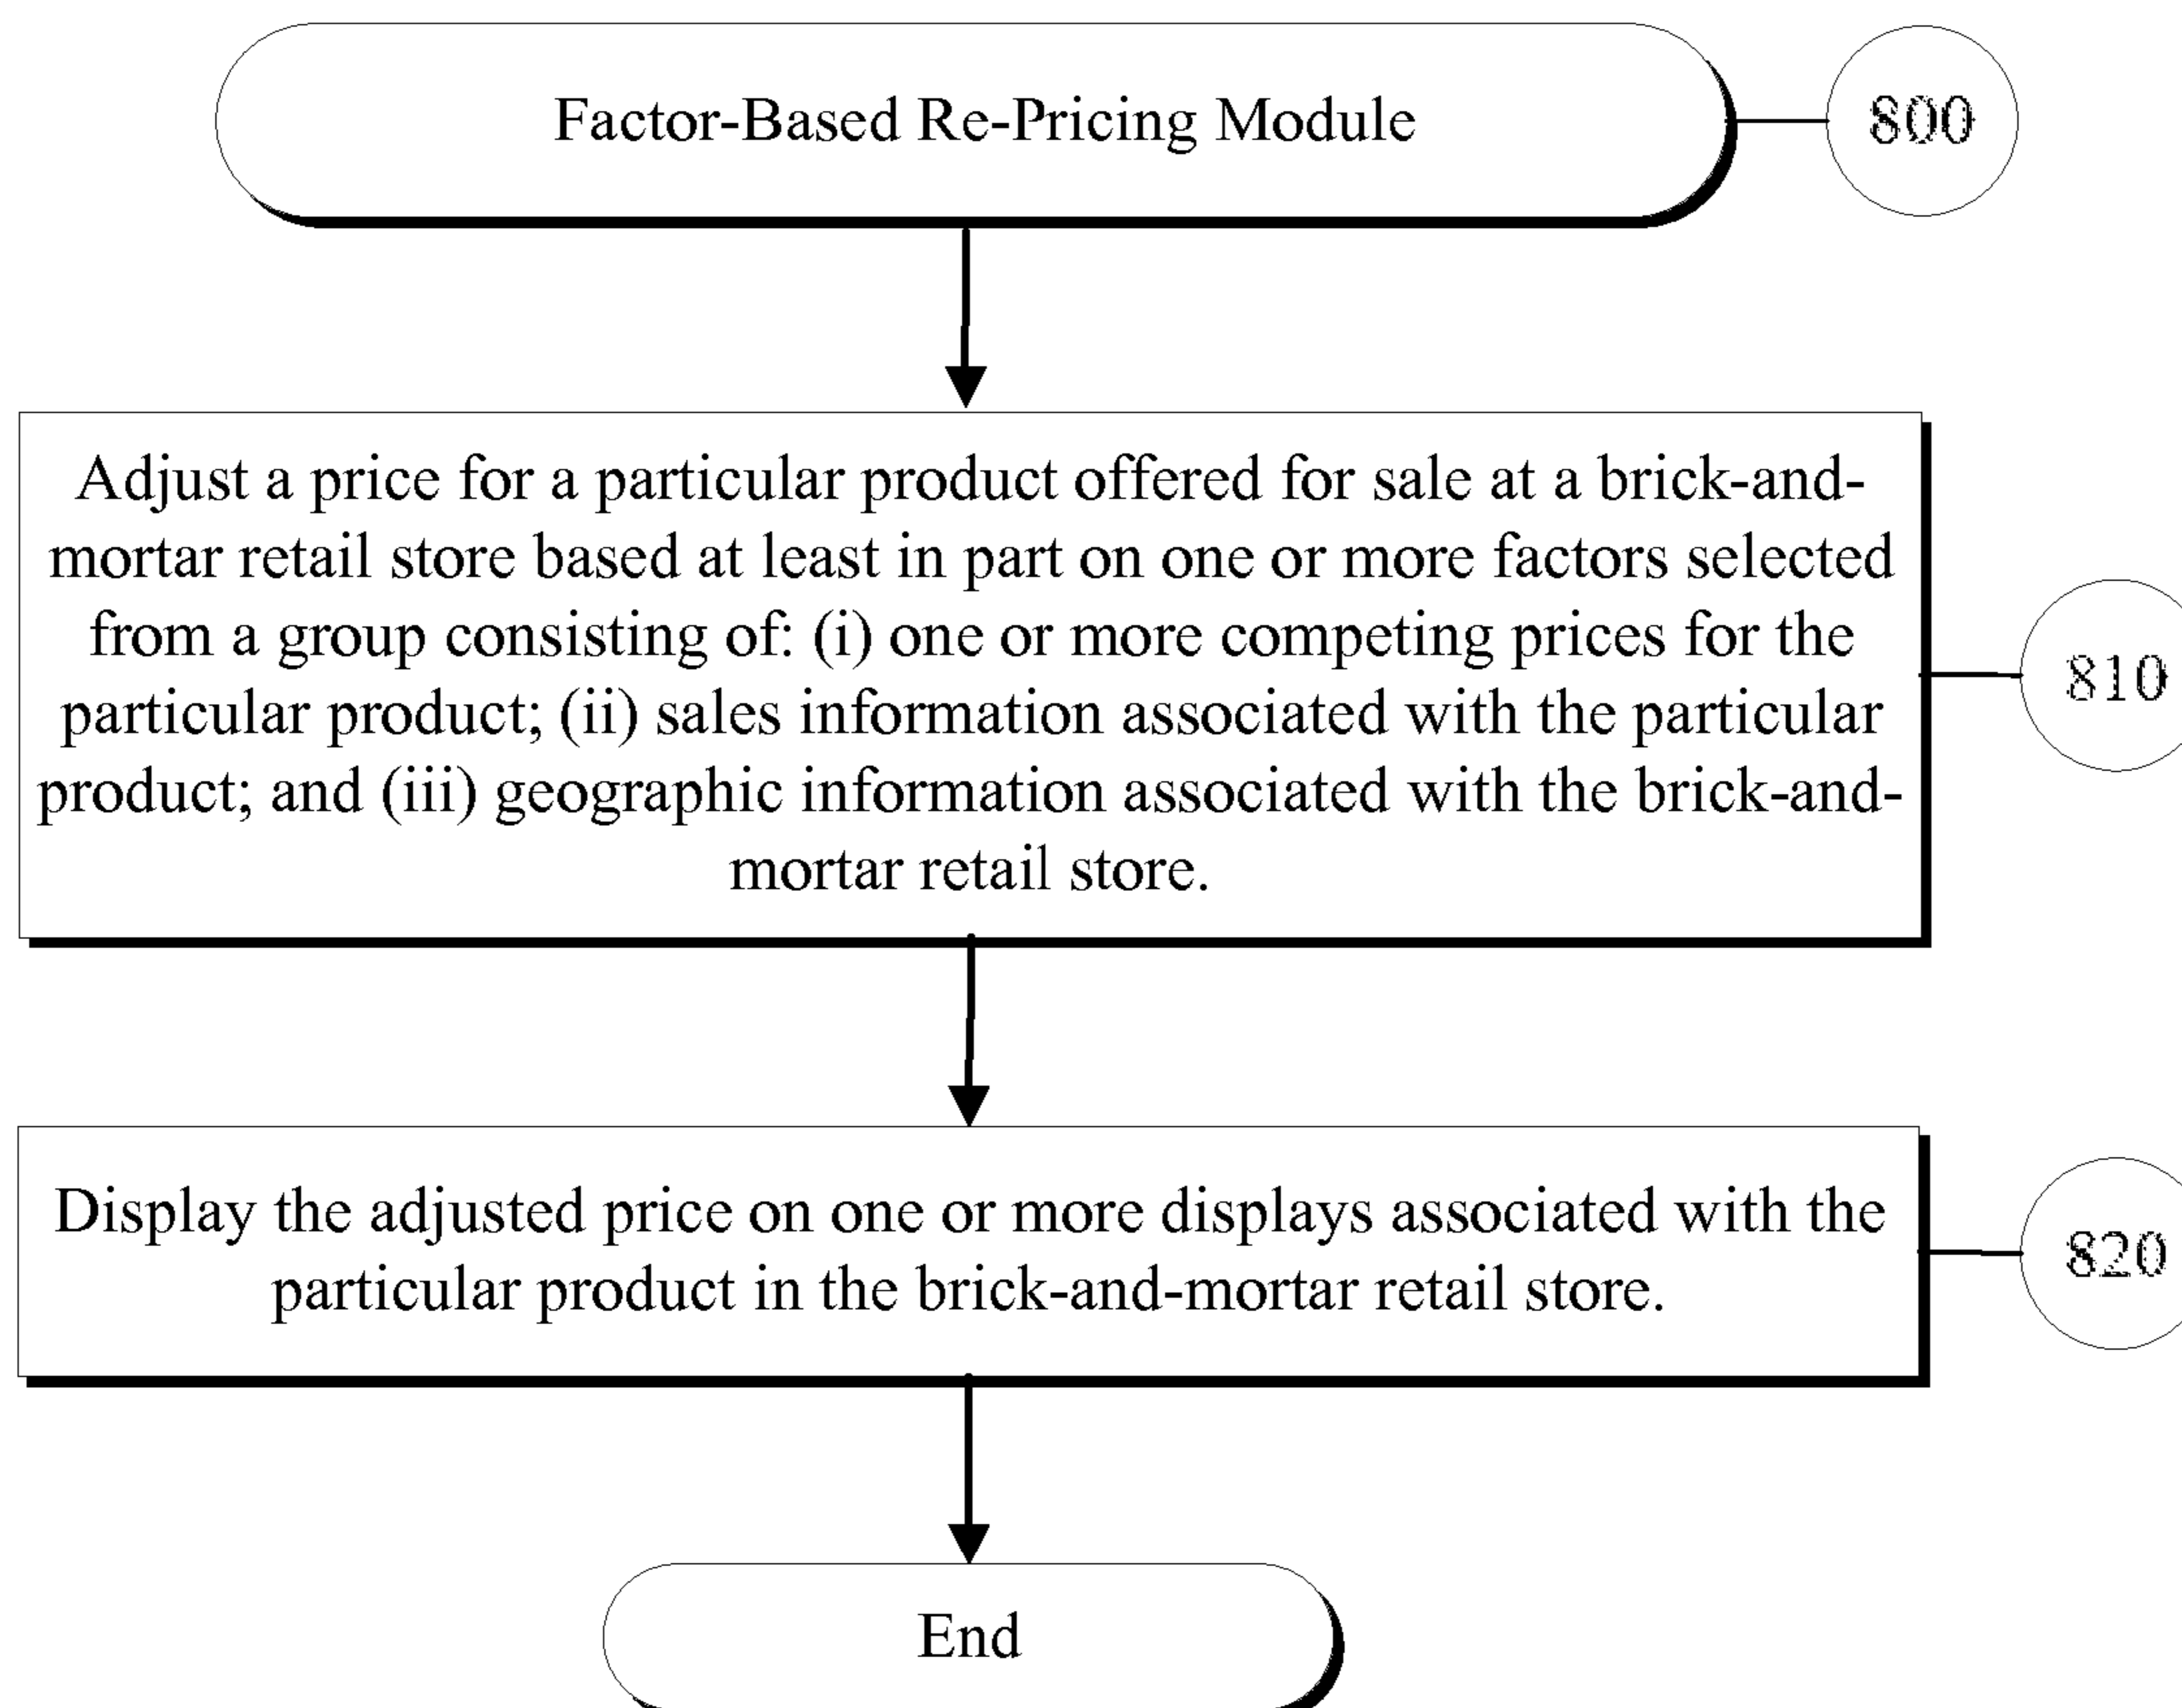 Factor-Based Re-Pricing Module
800
Adjust a price for a particular product offered for sale at a brick-and-
mortar retail store based at least in part on one or more factors selected
from a group consisting of: (i) one or more competing prices for the
particular product; (ii) sales information associated with the particular
product; and (iii) geographic information associated with the brick-and-
mortar retail store.
810
Display the adjusted price on one or more displays associated with the
particular product in the brick-and-mortar retail store.
820
End